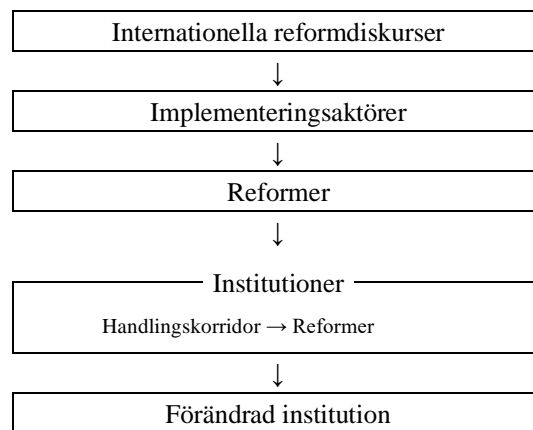 Internationella reformdiskurser
↓
Implementeringsaktörer
↓
Reformer
↓
Institutioner
Handlingskorridor → Reformer
↓
Förändrad institution